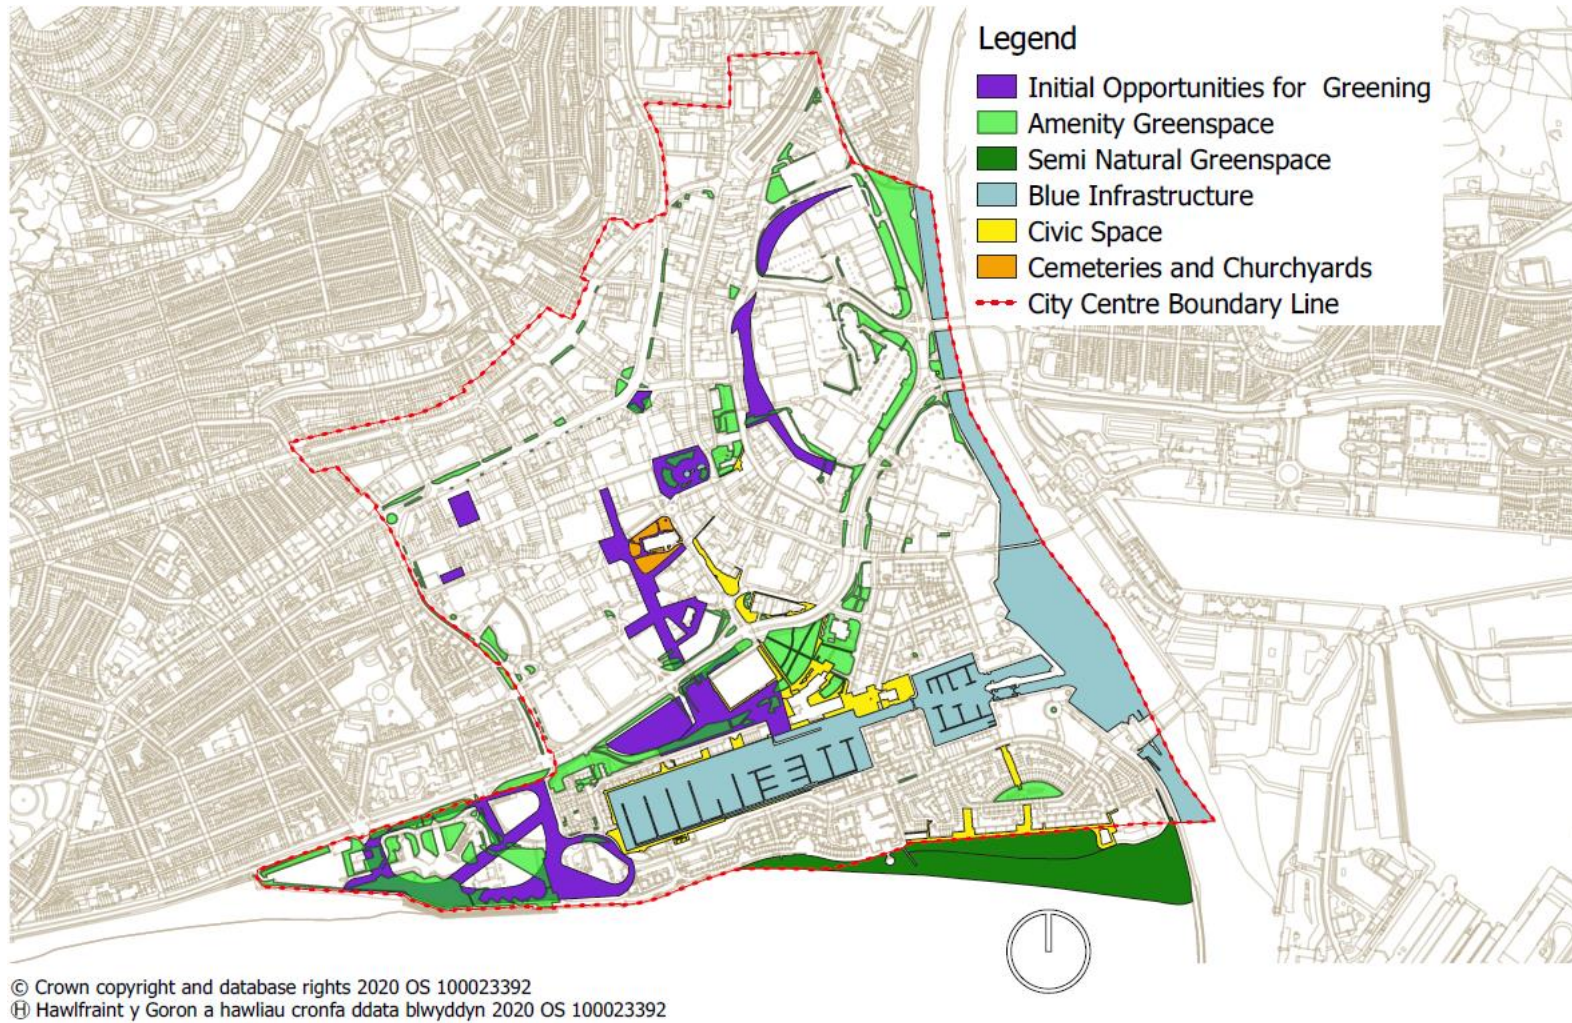 Legend
Initial Opportunities for Greening
Amenity Greenspace
Semi Natural Greenspace
Blue Infrastructure
Civic Space
Cemeteries and Churchyards
City Centre Boundary Line
© Crown copyright and database rights 2020 OS 100023392
Ⓗ Hawlfraint y Goron a hawliau cronfa ddata blwyddyn 2020 OS 100023392